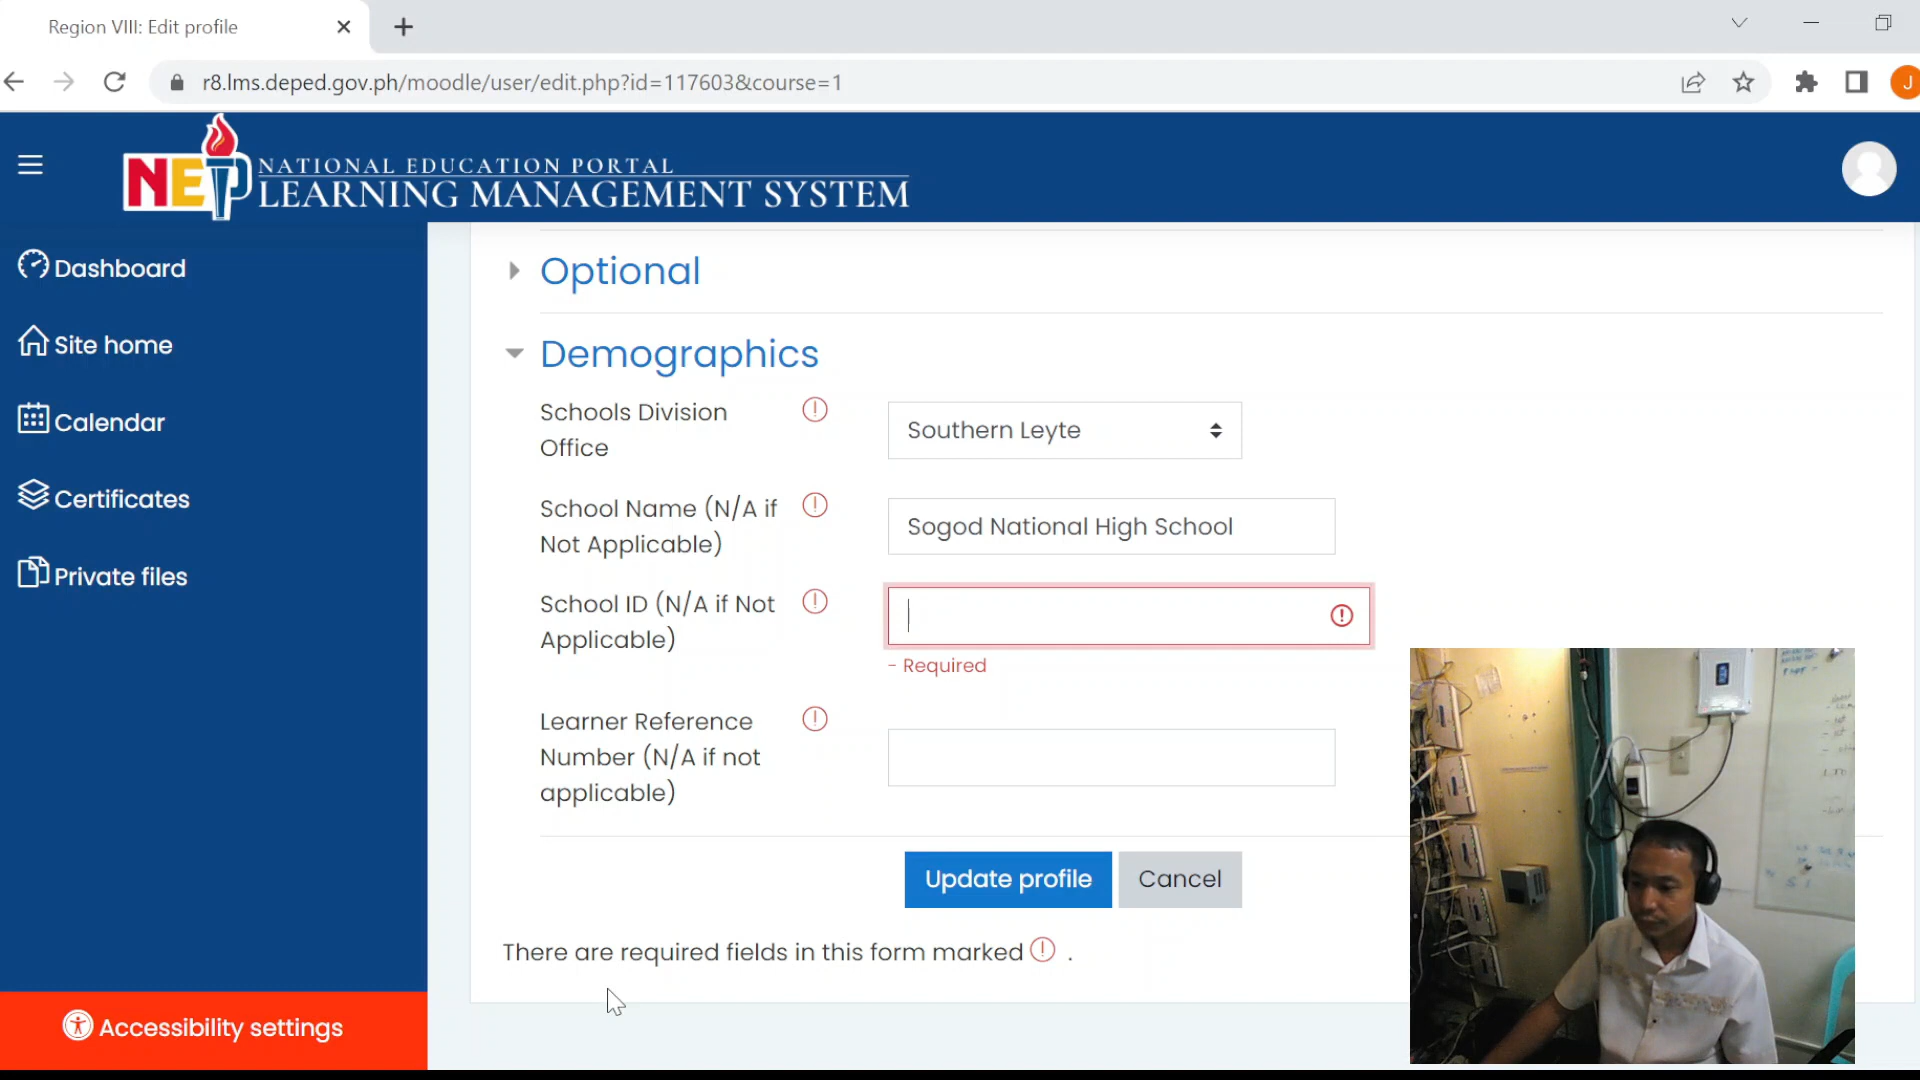 Region VIII: Edit profile
r8.lms.deped.gov.ph/moodle/user/edit.php?id=117603&course=1
J
NEP NATIONAL EDUCATION PORTAL
LEARNING MANAGEMENT SYSTEM
Dashboard
Site home
Calendar
Certificates
Private files
Accessibility settings
Optional
Demographics
Schools Division
Office
Southern Leyte
School Name (N/A if
Not Applicable)
Sogod National High School
School ID (N/A if Not
Applicable)
- Required
Learner Reference
Number (N/A if not
applicable)
Update profile
Cancel
There are required fields in this form marked .